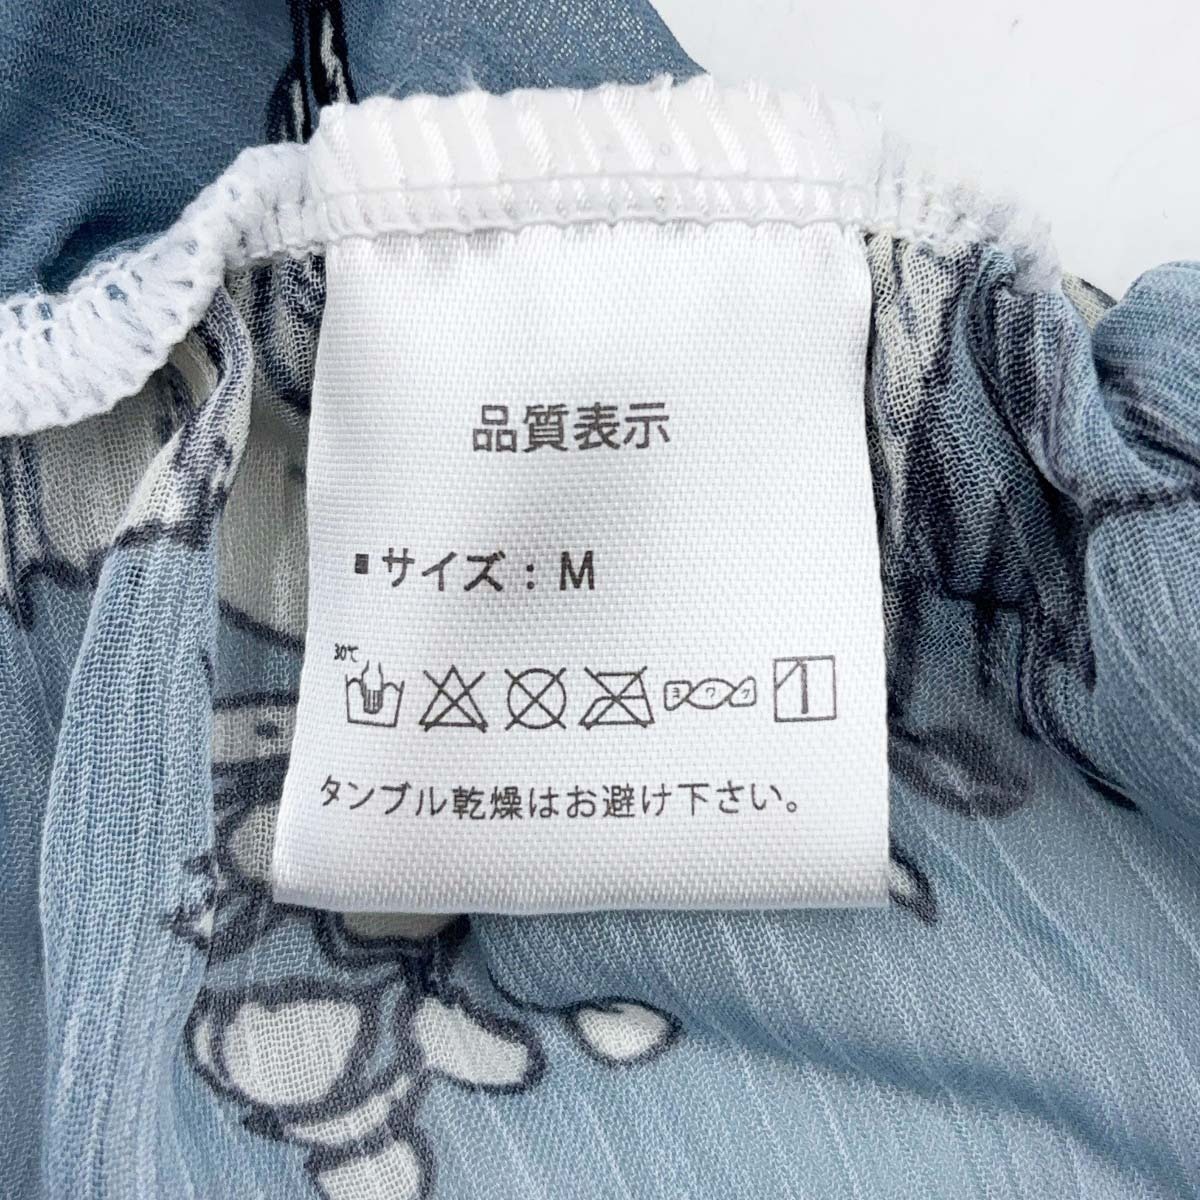 品質表示
■サイズ：M
30℃
ヨワク
タンブル乾燥はお避け下さい。